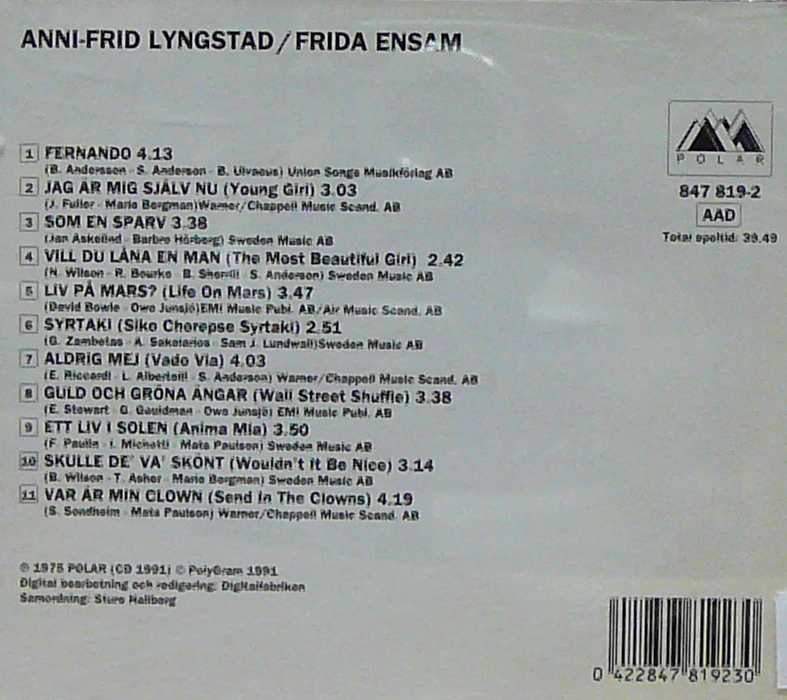 ANNI-FRID LYNGSTAD / FRIDA ENSAM
POLAR
847 819-2
AAD
Total speltid: 39.49
1 FERNANDO 4.13
(B. Andersson · S. Anderson · B. Ulvaeus) Union Songs Musikförlag AB
2 JAG ÄR MIG SJÄLV NU (Young Girl) 3.03
(J. Fuller · Marie Bergman) Warner/Chappell Music Scand. AB
3 SOM EN SPARV 3.38
(Jan Askelind · Barbro Hörberg) Sweden Music AB
4 VILL DU LÅNA EN MAN (The Most Beautiful Girl) 2.42
(N. Wilson · R. Bourke · B. Sherrill · S. Anderson) Sweden Music AB
5 LIV PÅ MARS? (Life On Mars) 3.47
(David Bowie · Owe Junsjö) EMI Music Publ. AB/Air Music Scand. AB
6 SYRTAKI (Siko Chorepse Syrtaki) 2.51
(G. Zambetas · A. Sakelarios · Sam J. Lundwall) Sweden Music AB
7 ALDRIG MEJ (Vado Via) 4.03
(E. Riccardi · L. Albertelli · S. Anderson) Warner/Chappell Music Scand. AB
8 GULD OCH GRÖNA ÄNGAR (Wall Street Shuffle) 3.38
(E. Stewart · G. Gouldman · Owe Junsjö) EMI Music Publ. AB
9 ETT LIV I SOLEN (Anima Mia) 3.50
(F. Paulin · I. Michetti · Mats Paulson) Sweden Music AB
10 SKULLE DE' VA' SKÖNT (Wouldn't It Be Nice) 3.14
(B. Wilson · T. Asher · Marie Bergman) Sweden Music AB
11 VAR ÄR MIN CLOWN (Send In The Clowns) 4.19
(S. Sondheim · Mats Paulson) Warner/Chappell Music Scand. AB
℗ 1975 POLAR (CD 1991) © PolyGram 1991
Digital bearbetning och redigering: Digitalfabriken
Samordning: Sture Hallberg
0 422847 819230